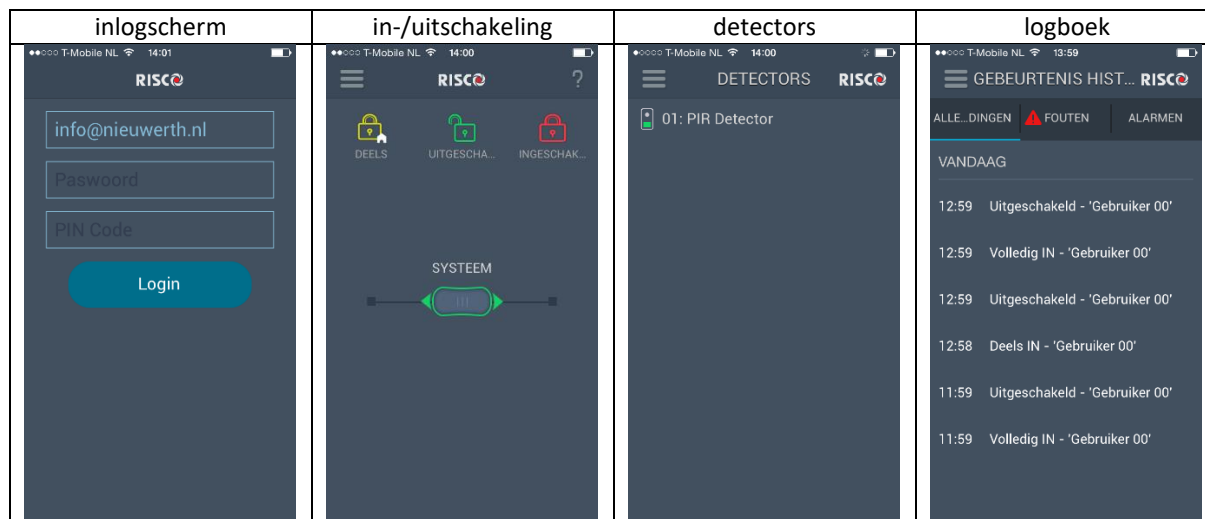 inlogscherm
T-Mobile NL 14:01
RISCO
info@nieuwerth.nl
Paswoord
PIN Code
Login
in-/uitschakeling
T-Mobile NL 14:00
RISCO ?
DEELS UITGESCHA... INGESCHAK...
SYSTEEM
detectors
T-Mobile NL 14:00
DETECTORS RISCO
01: PIR Detector
logboek
T-Mobile NL 13:59
GEBEURTENIS HIST... RISCO
ALLE...DINGEN FOUTEN ALARMEN
VANDAAG
12:59 Uitgeschakeld - 'Gebruiker 00'
12:59 Volledig IN - 'Gebruiker 00'
12:59 Uitgeschakeld - 'Gebruiker 00'
12:58 Deels IN - 'Gebruiker 00'
11:59 Uitgeschakeld - 'Gebruiker 00'
11:59 Volledig IN - 'Gebruiker 00'